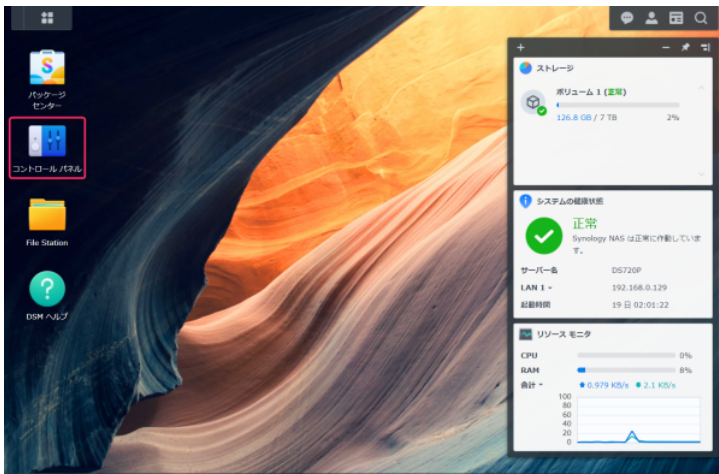 パッケージ
センター
コントロール パネル
File Station
DSM ヘルプ
ストレージ
ボリューム 1 (正常)
126.8 GB / 7 TB 2%
システムの健康状態
正常
Synology NAS は正常に作動していま
す。
サーバー名 DS720P
LAN 1 192.168.0.129
起動時間 19 日 02:01:22
リソース モニタ
CPU 0%
RAM 8%
合計 0.979 KB/s 2.1 KB/s
100
80
60
40
20
0